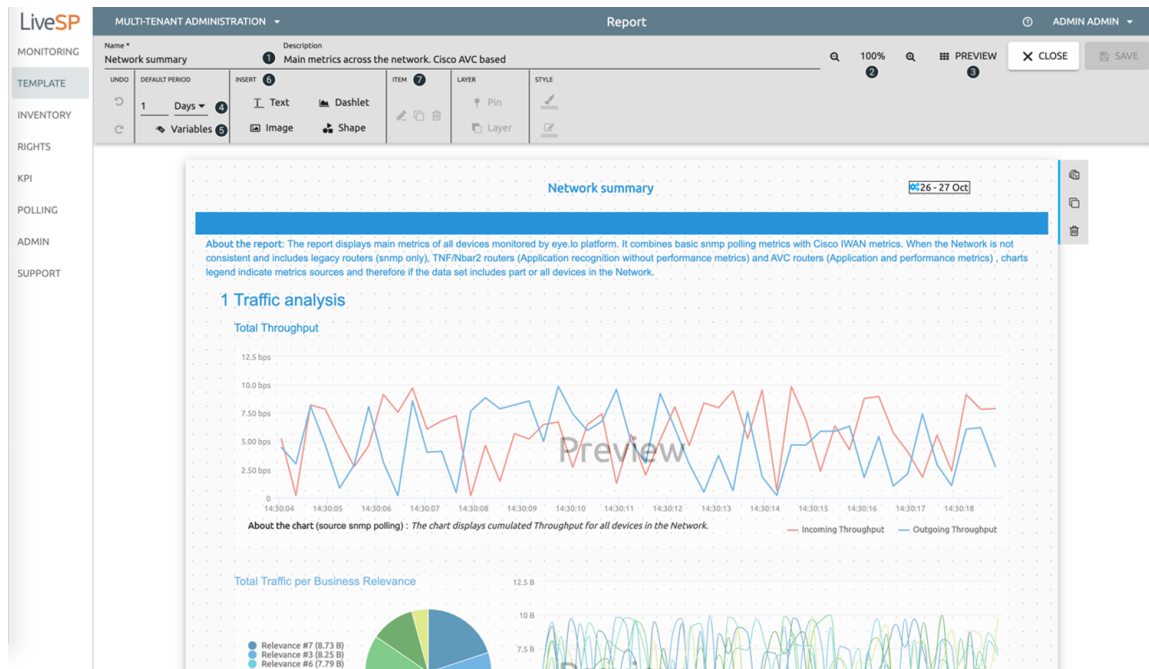 LiveSP
MULTI-TENANT ADMINISTRATION
Report
ADMIN ADMIN
MONITORING
TEMPLATE
INVENTORY
RIGHTS
KPI
POLLING
ADMIN
SUPPORT
Name *
Network summary
1
Description
Main metrics across the network. Cisco AVC based
100%
2
PREVIEW
3
CLOSE
SAVE
UNDO
DEFAULT PERIOD
1
Days
4
Variables
5
INSERT
6
Text
Dashlet
Image
Shape
ITEM
7
LAYER
Pin
Layer
STYLE
Network summary
26 - 27 Oct
About the report: The report displays main metrics of all devices monitored by eye.lo platform. It combines basic snmp polling metrics with Cisco IWAN metrics. When the Network is not
consistent and includes legacy routers (snmp only), TNF/Nbar2 routers (Application recognition without performance metrics) and AVC routers (Application and performance metrics) , charts
legend indicate metrics sources and therefore if the data set includes part or all devices in the Network.
1 Traffic analysis
Total Throughput
12.5 bps
10.0 bps
7.50 bps
5.00 bps
2.50 bps
0
Preview
14:30:04 14:30:05 14:30:06 14:30:07 14:30:08 14:30:09 14:30:10 14:30:11 14:30:12 14:30:13 14:30:14 14:30:15 14:30:16 14:30:17 14:30:18
About the chart (source snmp polling) : The chart displays cumulated Throughput for all devices in the Network.
Incoming Throughput Outgoing Throughput
Total Traffic per Business Relevance
Relevance #7 (8.73 B)
Relevance #3 (8.25 B)
Relevance #6 (7.79 B)
12.5 B
10 B
7.5 B